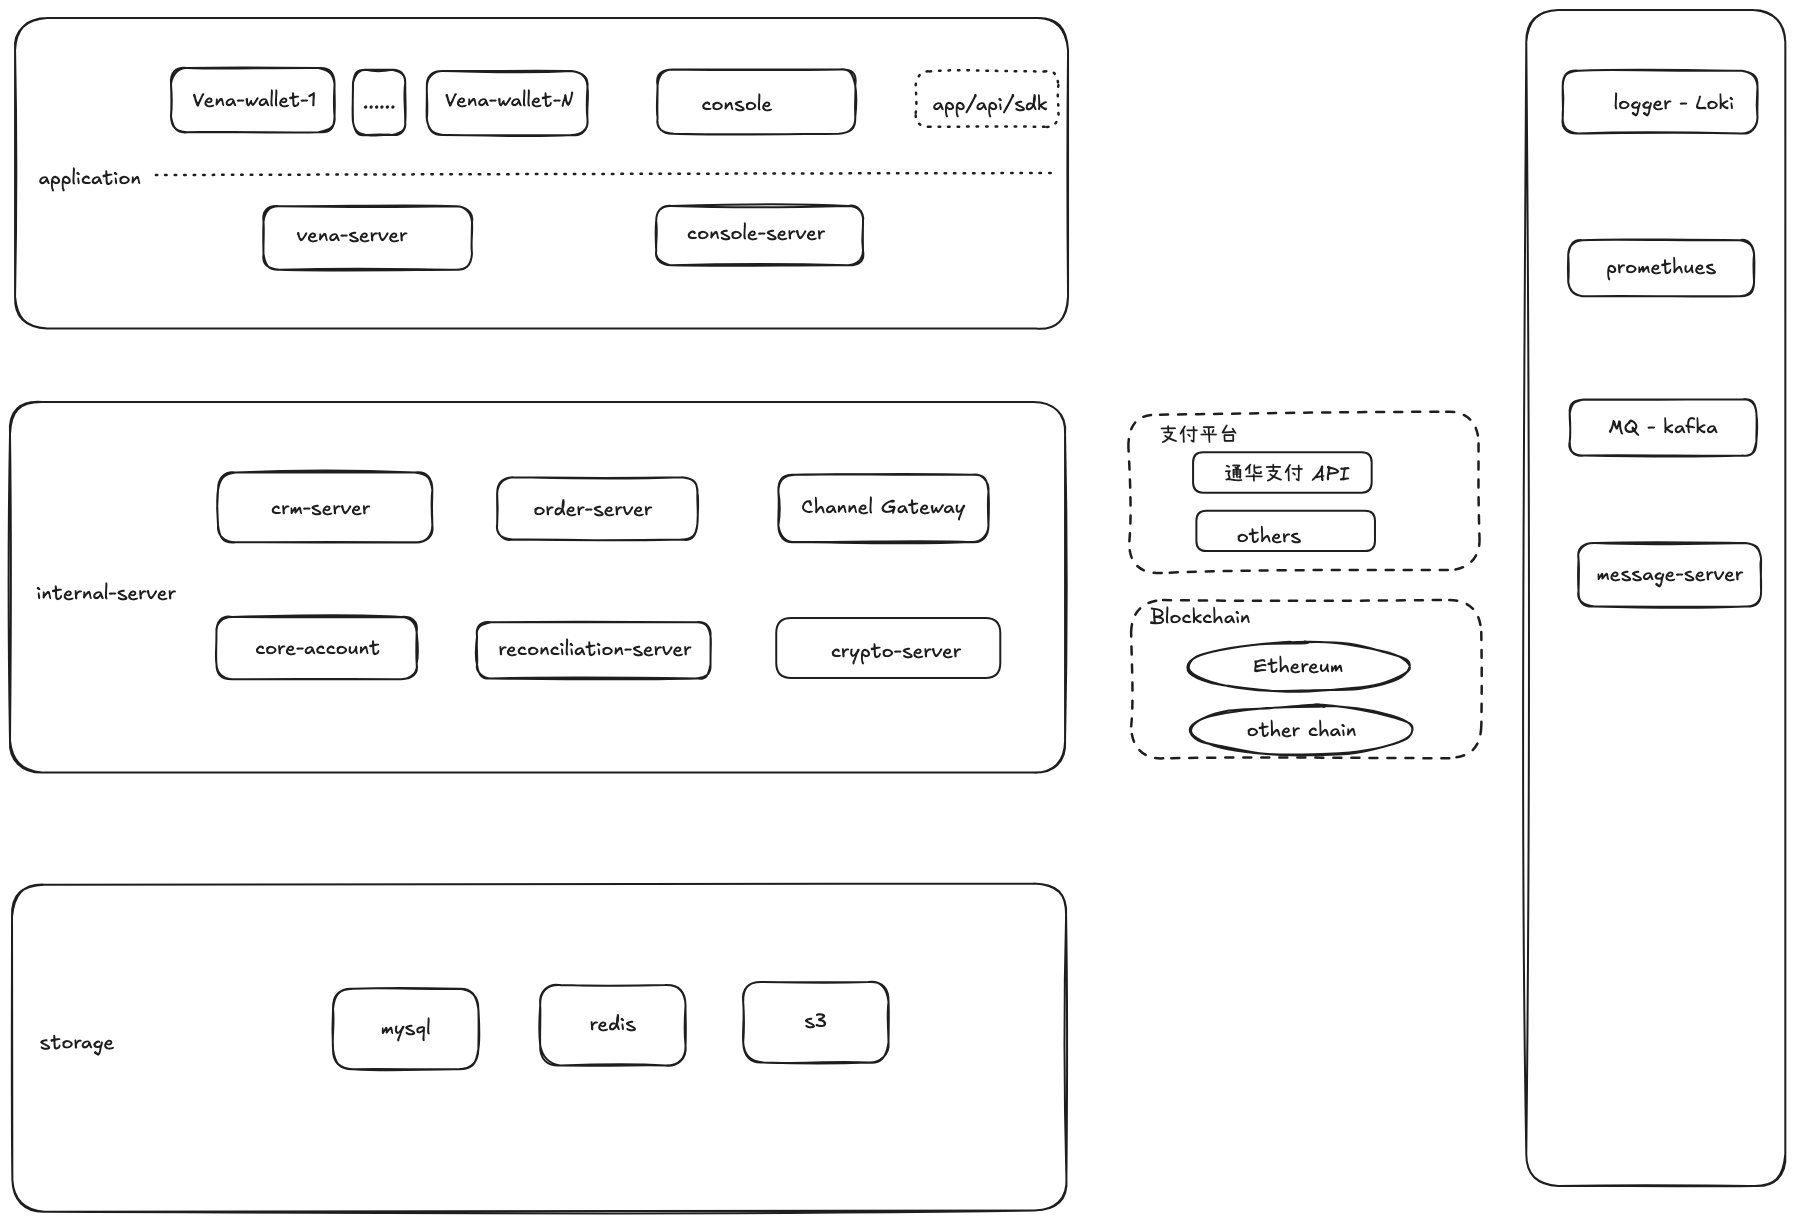 Vena-wallet-1
......
Vena-wallet-N
console
app/api/sdk
application
vena-server
console-server
internal-server
crm-server
order-server
Channel Gateway
core-account
reconciliation-server
crypto-server
支付平台
通华支付 API
others
Blockchain
Ethereum
other chain
storage
mysql
redis
s3
logger - Loki
promethues
MQ - kafka
message-server